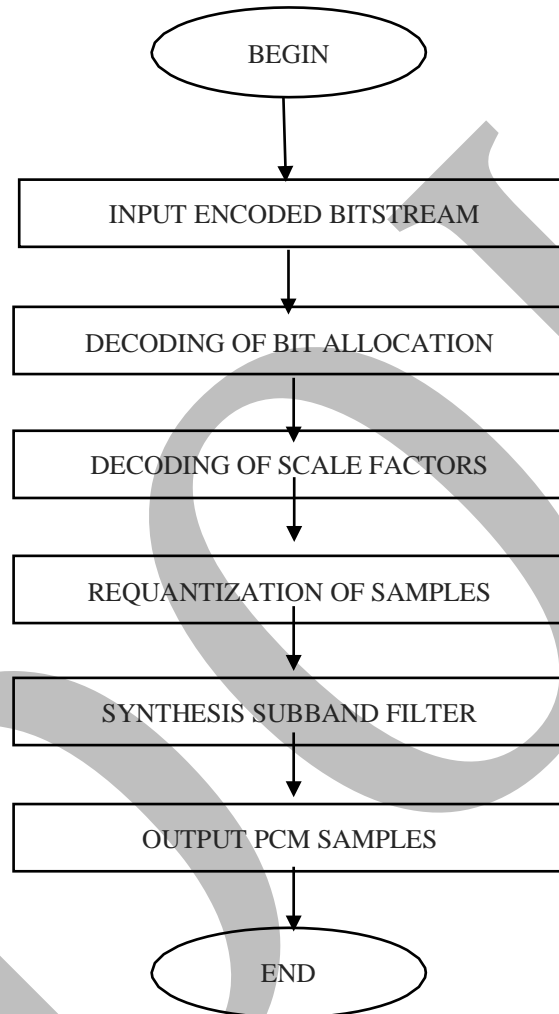 BEGIN
INPUT ENCODED BITSTREAM
DECODING OF BIT ALLOCATION
DECODING OF SCALE FACTORS
REQUANTIZATION OF SAMPLES
SYNTHESIS SUBBAND FILTER
OUTPUT PCM SAMPLES
END